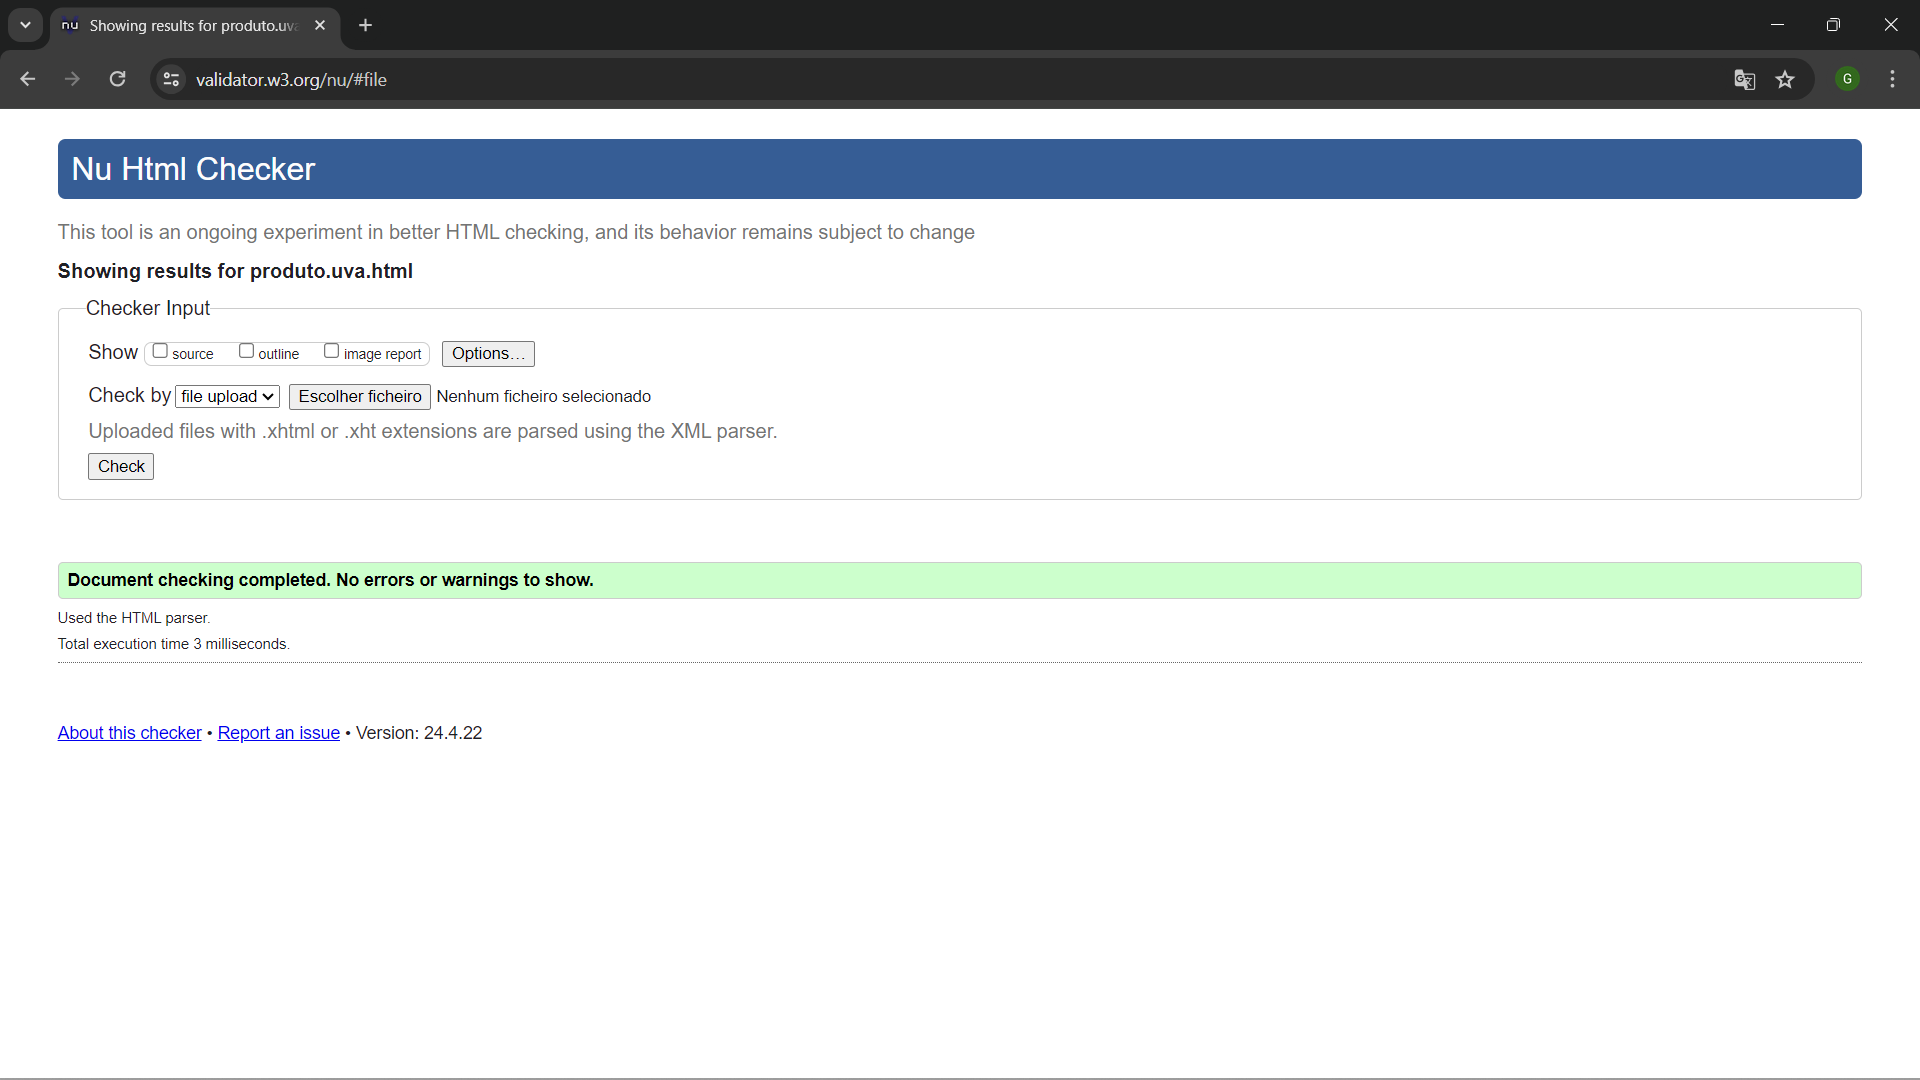 nu Showing results for produto.uva
validator.w3.org/nu/#file
G
Nu Html Checker
This tool is an ongoing experiment in better HTML checking, and its behavior remains subject to change
Showing results for produto.uva.html
Checker Input
Show source outline image report Options…
Check by file upload Escolher ficheiro Nenhum ficheiro selecionado
Uploaded files with .xhtml or .xht extensions are parsed using the XML parser.
Check
Document checking completed. No errors or warnings to show.
Used the HTML parser.
Total execution time 3 milliseconds.
About this checker • Report an issue • Version: 24.4.22